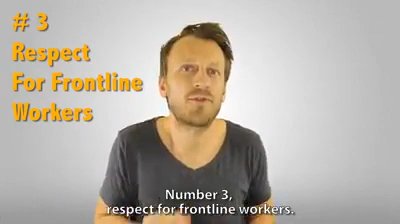 # 3
Respect
For Frontline
Workers
Number 3,
respect for frontline workers.